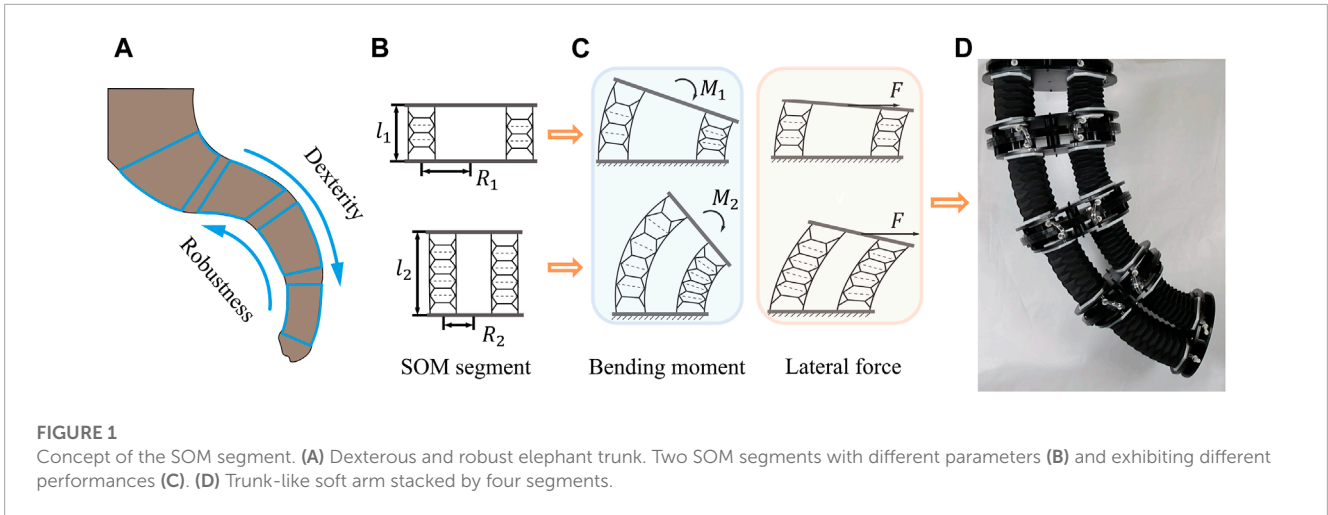 A
B
C
D
Dexterity
Robustness
l₁
R₁
l₂
R₂
SOM segment
M₁
M₂
Bending moment
F
F
Lateral force
FIGURE 1
Concept of the SOM segment. (A) Dexterous and robust elephant trunk. Two SOM segments with different parameters (B) and exhibiting different
performances (C). (D) Trunk-like soft arm stacked by four segments.